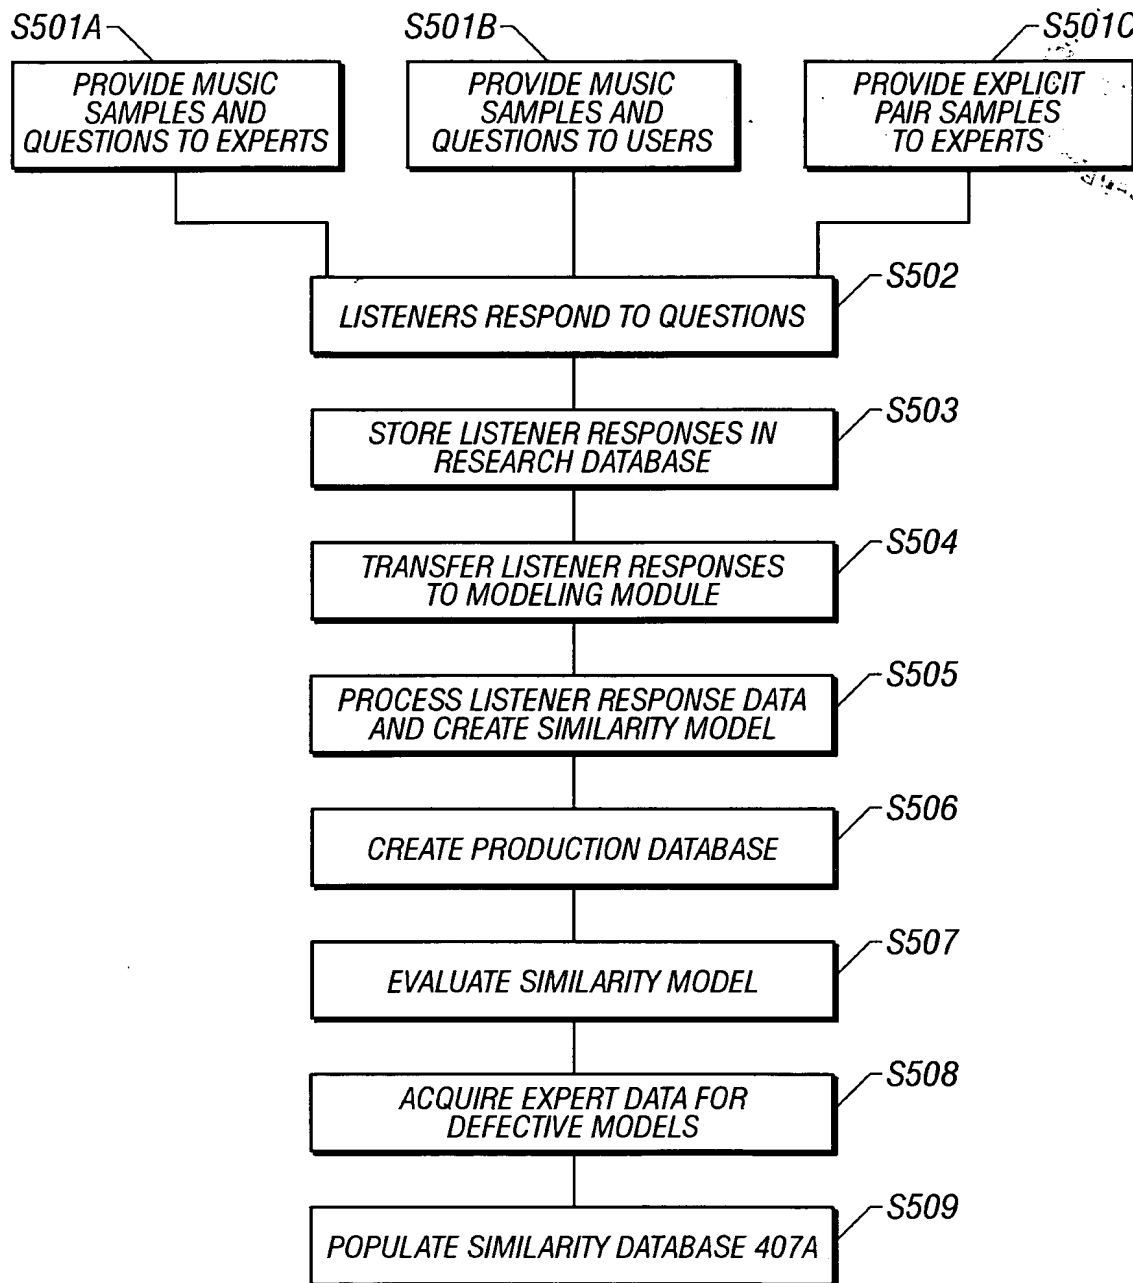 S501A
S501B
S501C
PROVIDE MUSIC
SAMPLES AND
QUESTIONS TO EXPERTS
PROVIDE MUSIC
SAMPLES AND
QUESTIONS TO USERS
PROVIDE EXPLICIT
PAIR SAMPLES
TO EXPERTS
S502
LISTENERS RESPOND TO QUESTIONS
S503
STORE LISTENER RESPONSES IN
RESEARCH DATABASE
S504
TRANSFER LISTENER RESPONSES
TO MODELING MODULE
S505
PROCESS LISTENER RESPONSE DATA
AND CREATE SIMILARITY MODEL
S506
CREATE PRODUCTION DATABASE
S507
EVALUATE SIMILARITY MODEL
S508
ACQUIRE EXPERT DATA FOR
DEFECTIVE MODELS
S509
POPULATE SIMILARITY DATABASE 407A